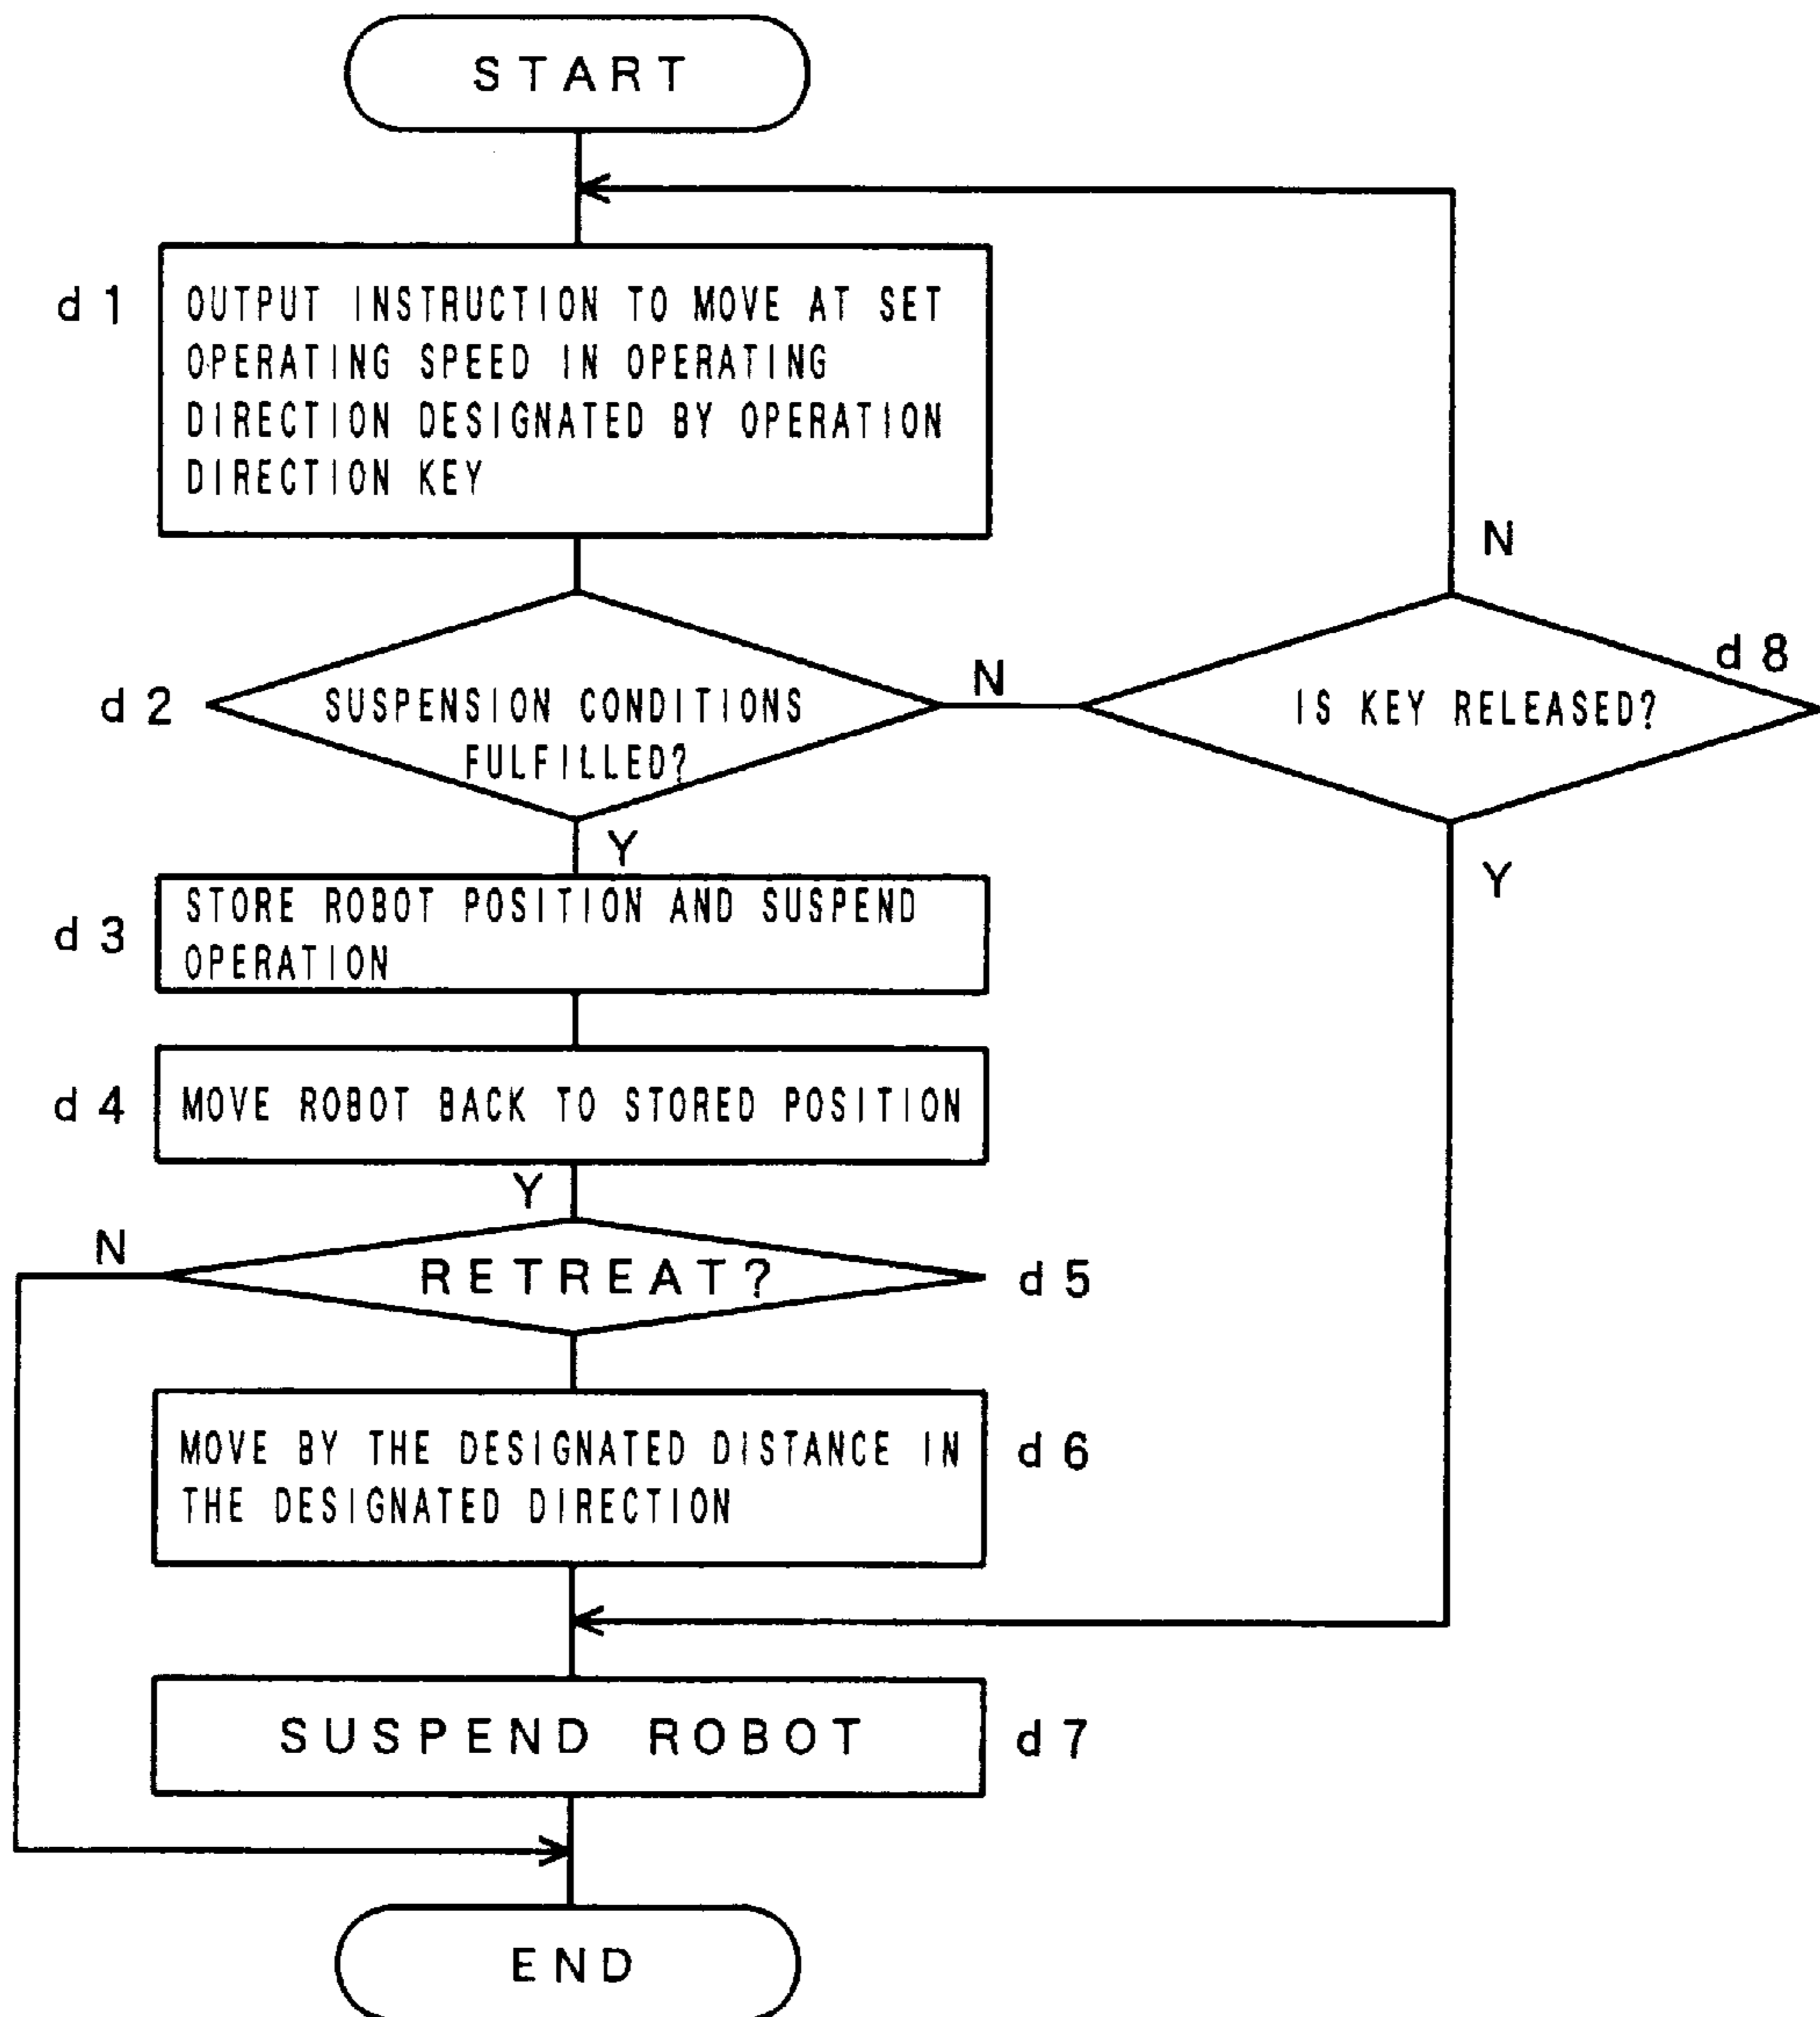 START
d 1
OUTPUT INSTRUCTION TO MOVE AT SET
OPERATING SPEED IN OPERATING
DIRECTION DESIGNATED BY OPERATION
DIRECTION KEY
N
d 2
SUSPENSION CONDITIONS
FULFILLED?
N
d 8
IS KEY RELEASED?
Y
Y
d 3
STORE ROBOT POSITION AND SUSPEND
OPERATION
d 4
MOVE ROBOT BACK TO STORED POSITION
Y
N
RETREAT?
d 5
MOVE BY THE DESIGNATED DISTANCE IN
THE DESIGNATED DIRECTION
d 6
SUSPEND ROBOT
d 7
END